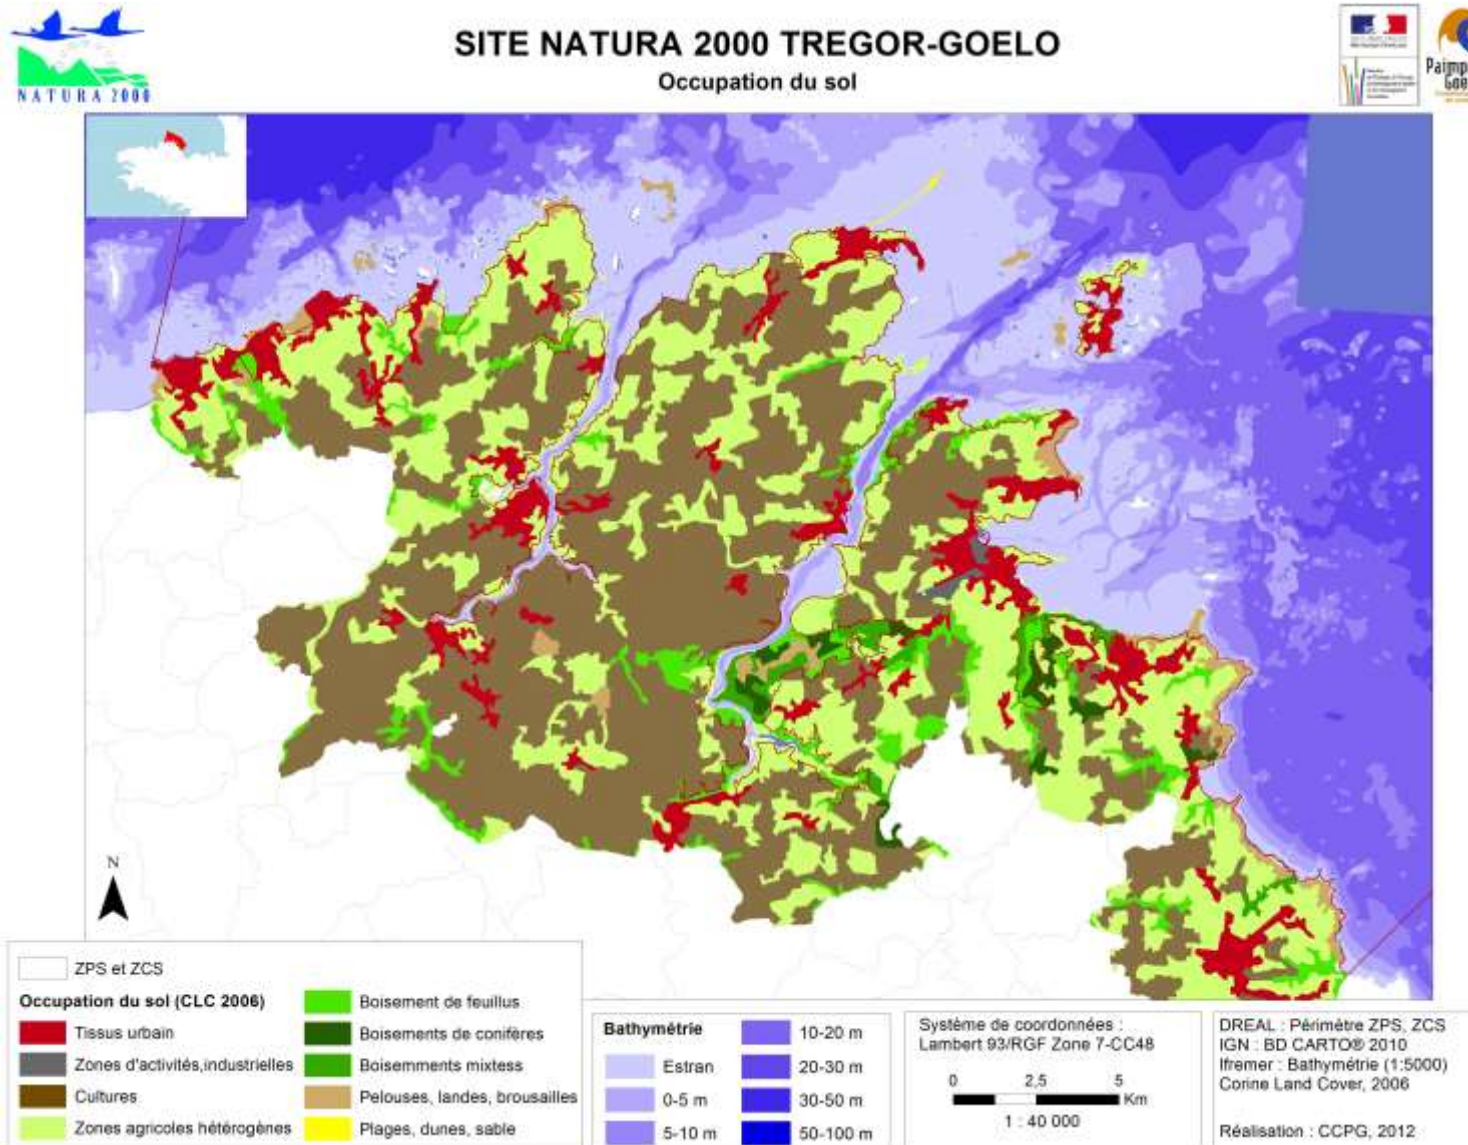 SITE NATURA 2000 TREGOR-GOELO
Occupation du sol
NATURA 2000
N
ZPS et ZCS
Occupation du sol (CLC 2006)
Tissus urbain
Zones d'activités,industrielles
Cultures
Zones agricoles hétérogènes
Boisement de feuillus
Boisements de conifères
Boisemments mixtess
Pelouses, landes, brousailles
Plages, dunes, sable
Bathymétrie
Estran
0-5 m
5-10 m
10-20 m
20-30 m
30-50 m
50-100 m
Système de coordonnées :
Lambert 93/RGF Zone 7-CC48
0 2,5 5
Km
1 : 40 000
DREAL : Périmètre ZPS, ZCS
IGN : BD CARTO® 2010
Ifremer : Bathymétrie (1:5000)
Corine Land Cover, 2006
Réalisation : CCPG, 2012